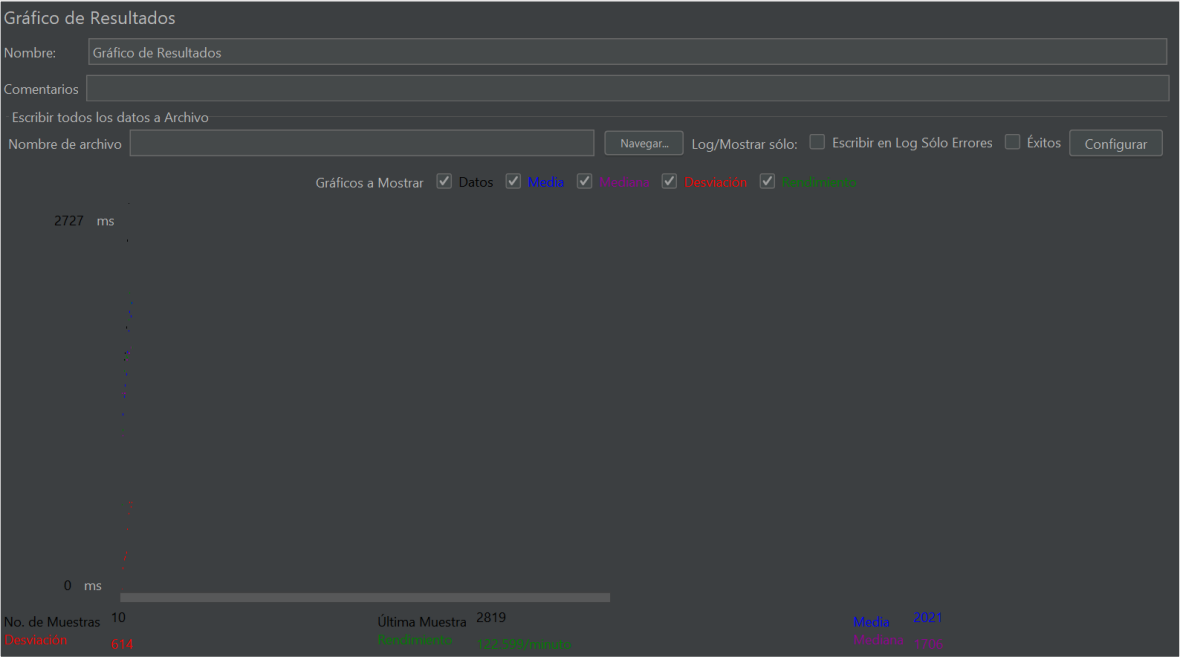 Gráfico de Resultados
Nombre: Gráfico de Resultados
Comentarios
Escribir todos los datos a Archivo
Nombre de archivo Navegar... Log/Mostrar sólo: Escribir en Log Sólo Errores Éxitos Configurar
Gráficos a Mostrar Datos Media Mediana Desviación Rendimiento
2727 ms
0 ms
No. de Muestras 10 Última Muestra 2819 Media 2021
Desviación 614 Rendimiento 122.599/minuto Mediana